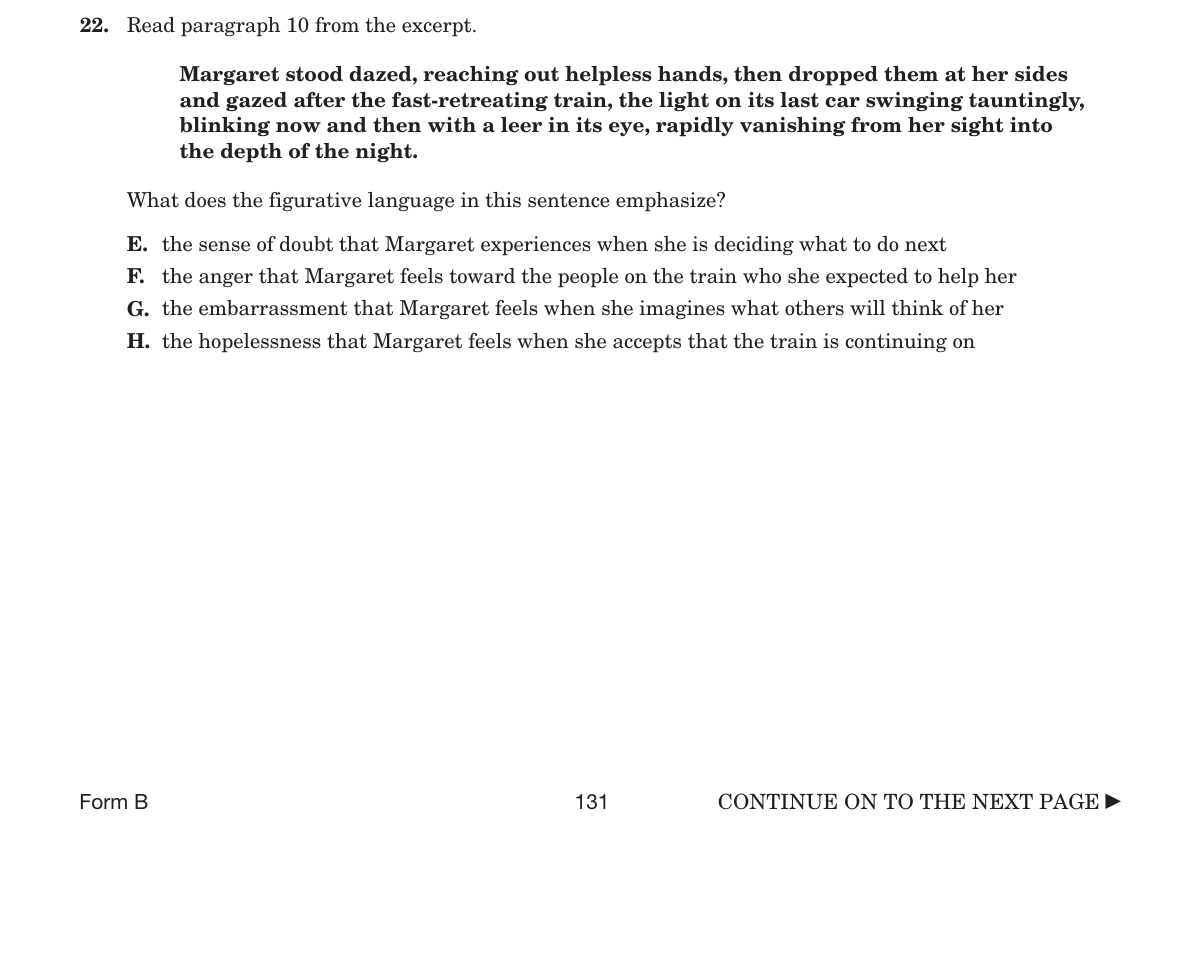 22. Read paragraph 10 from the excerpt.
Margaret stood dazed, reaching out helpless hands, then dropped them at her sides
and gazed after the fast-retreating train, the light on its last car swinging tauntingly,
blinking now and then with a leer in its eye, rapidly vanishing from her sight into
the depth of the night.
What does the figurative language in this sentence emphasize?
E. the sense of doubt that Margaret experiences when she is deciding what to do next
F. the anger that Margaret feels toward the people on the train who she expected to help her
G. the embarrassment that Margaret feels when she imagines what others will think of her
H. the hopelessness that Margaret feels when she accepts that the train is continuing on
Form B 131 CONTINUE ON TO THE NEXT PAGE ►